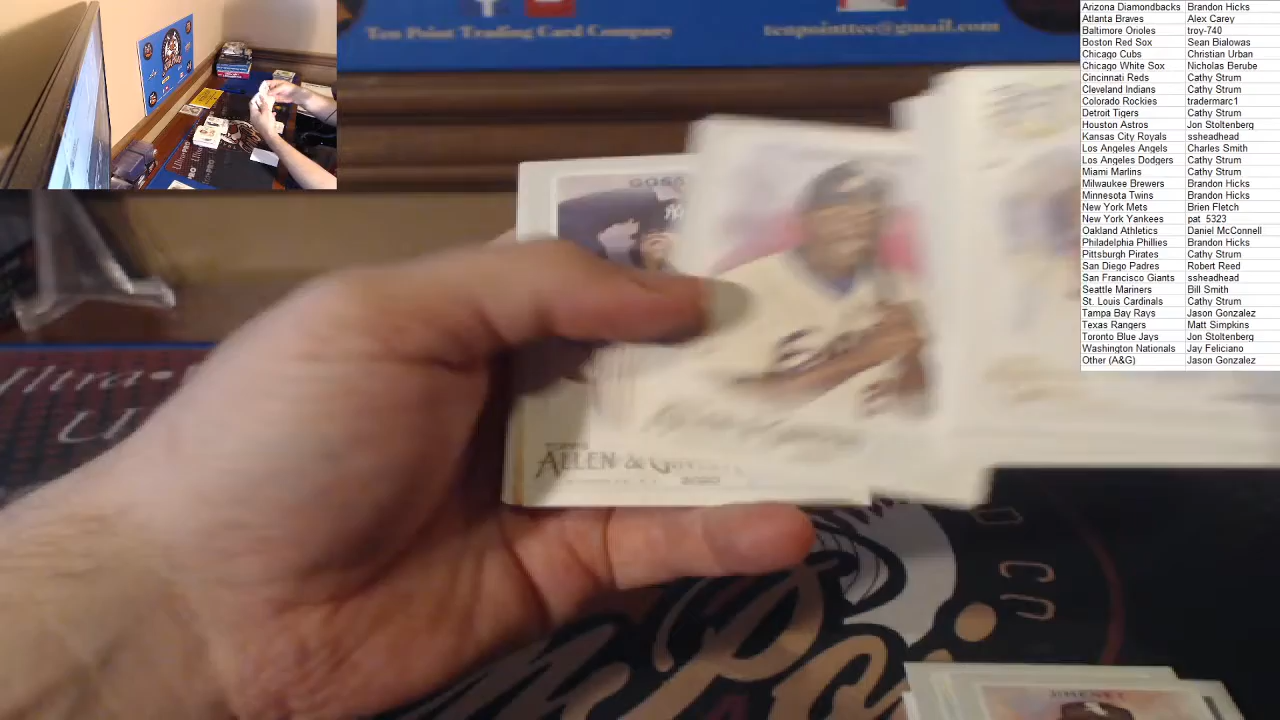 Ten Point Trading Card Company
tenpointtcc@gmail.com
Arizona Diamondbacks Brandon Hicks
Atlanta Braves Alex Carey
Baltimore Orioles troy-740
Boston Red Sox Sean Bialowas
Chicago Cubs Christian Urban
Chicago White Sox Nicholas Berube
Cincinnati Reds Cathy Strum
Cleveland Indians Cathy Strum
Colorado Rockies tradermarc1
Detroit Tigers Cathy Strum
Houston Astros Jon Stoltenberg
Kansas City Royals ssheadhead
Los Angeles Angels Charles Smith
Los Angeles Dodgers Cathy Strum
Miami Marlins Cathy Strum
Milwaukee Brewers Brandon Hicks
Minnesota Twins Brandon Hicks
New York Mets Brien Fletch
New York Yankees pat 5323
Oakland Athletics Daniel McConnell
Philadelphia Phillies Brandon Hicks
Pittsburgh Pirates Cathy Strum
San Diego Padres Robert Reed
San Francisco Giants ssheadhead
Seattle Mariners Bill Smith
St. Louis Cardinals Cathy Strum
Tampa Bay Rays Jason Gonzalez
Texas Rangers Matt Simpkins
Toronto Blue Jays Jon Stoltenberg
Washington Nationals Jay Feliciano
Other (A&G) Jason Gonzalez
ALLEN &
JIMENEZ